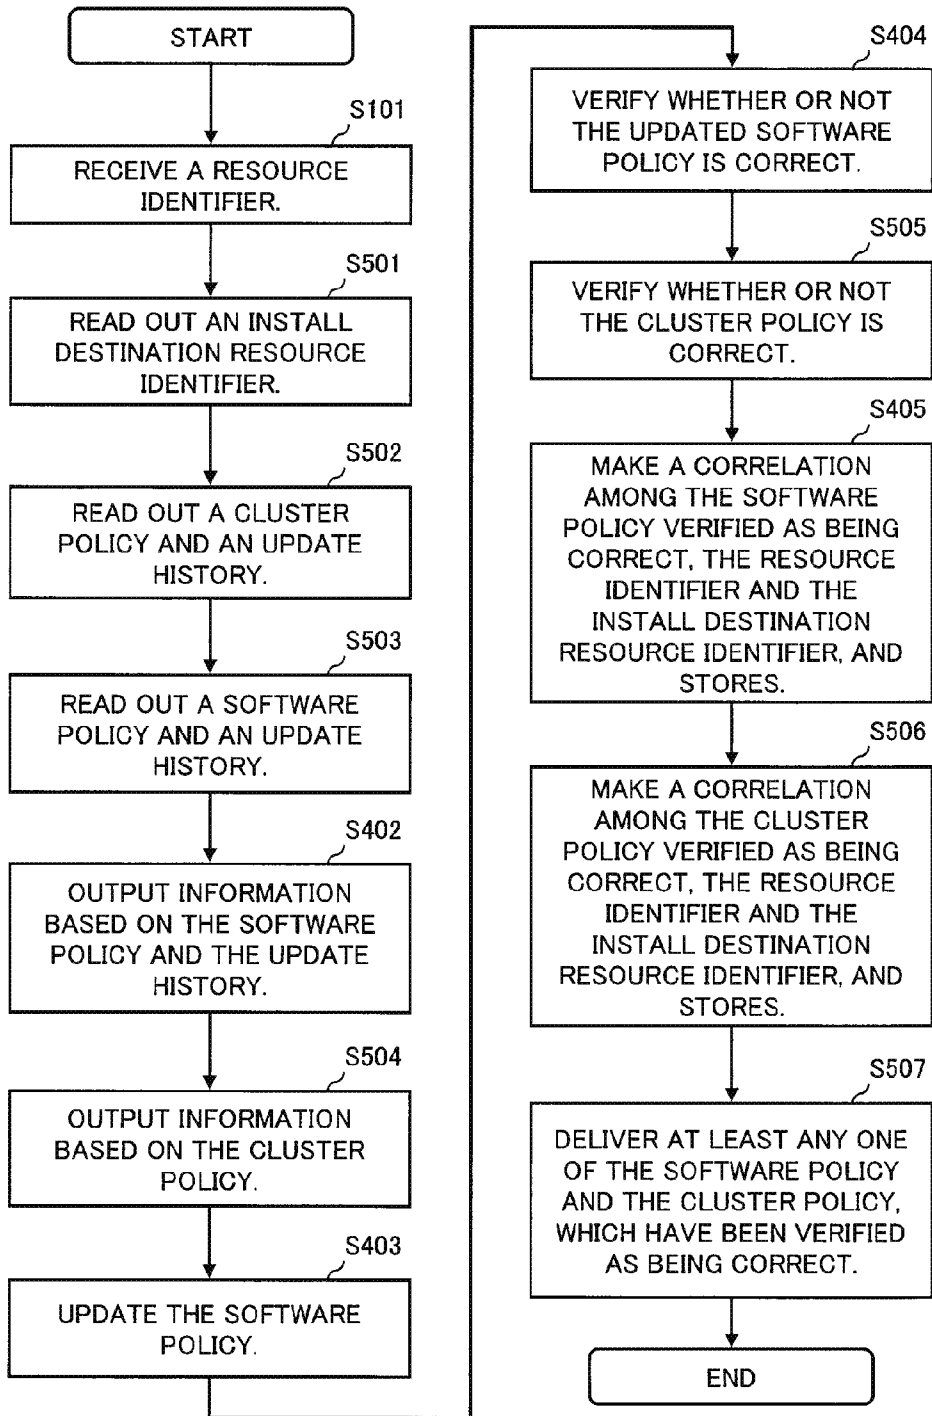 START
S101
RECEIVE A RESOURCE
IDENTIFIER.
S501
READ OUT AN INSTALL
DESTINATION RESOURCE
IDENTIFIER.
S502
READ OUT A CLUSTER
POLICY AND AN UPDATE
HISTORY.
S503
READ OUT A SOFTWARE
POLICY AND AN UPDATE
HISTORY.
S402
OUTPUT INFORMATION
BASED ON THE SOFTWARE
POLICY AND THE UPDATE
HISTORY.
S504
OUTPUT INFORMATION
BASED ON THE CLUSTER
POLICY.
S403
UPDATE THE SOFTWARE
POLICY.
S404
VERIFY WHETHER OR NOT
THE UPDATED SOFTWARE
POLICY IS CORRECT.
S505
VERIFY WHETHER OR NOT
THE CLUSTER POLICY IS
CORRECT.
S405
MAKE A CORRELATION
AMONG THE SOFTWARE
POLICY VERIFIED AS BEING
CORRECT, THE RESOURCE
IDENTIFIER AND THE
INSTALL DESTINATION
RESOURCE IDENTIFIER, AND
STORES.
S506
MAKE A CORRELATION
AMONG THE CLUSTER
POLICY VERIFIED AS BEING
CORRECT, THE RESOURCE
IDENTIFIER AND THE
INSTALL DESTINATION
RESOURCE IDENTIFIER, AND
STORES.
S507
DELIVER AT LEAST ANY ONE
OF THE SOFTWARE POLICY
AND THE CLUSTER POLICY,
WHICH HAVE BEEN VERIFIED
AS BEING CORRECT.
END